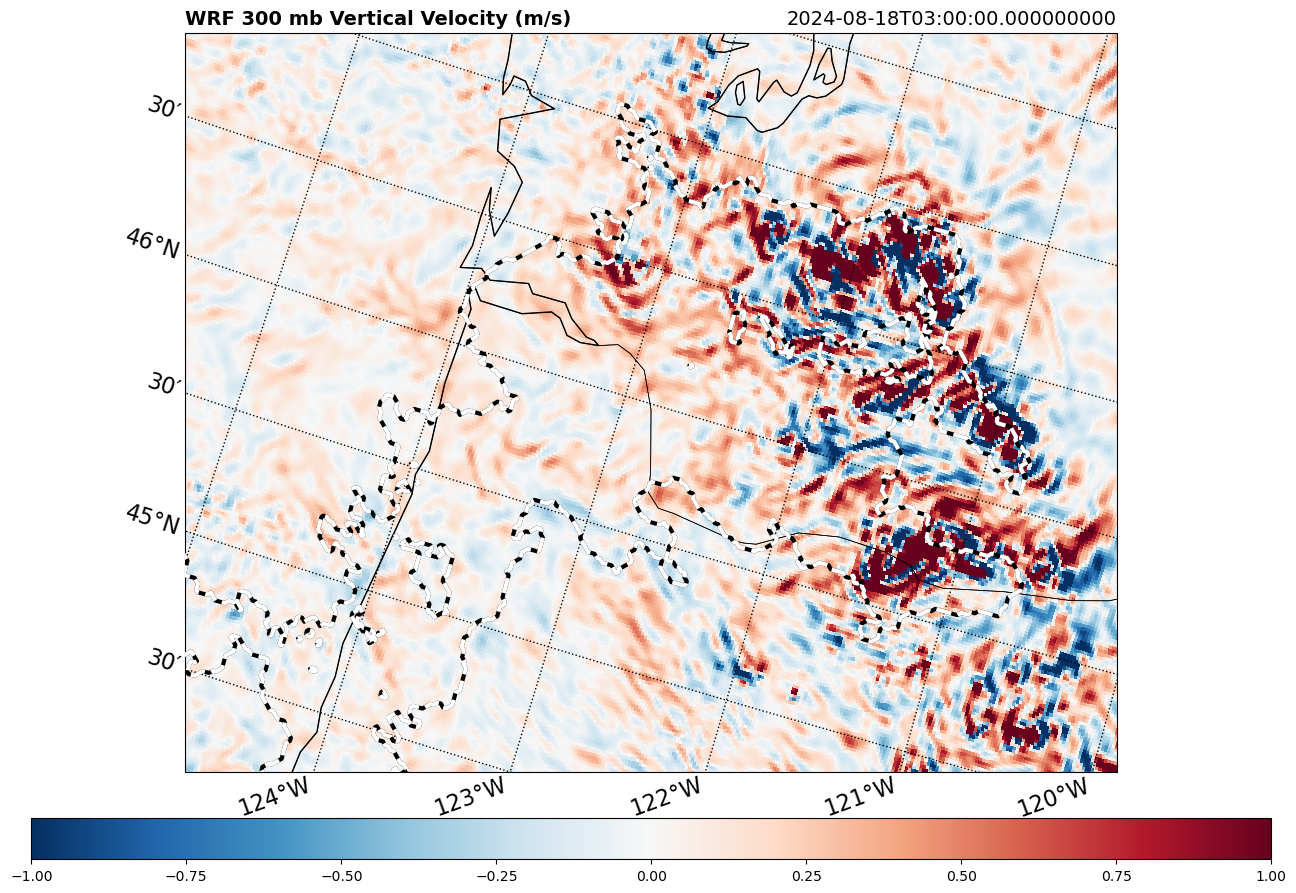 WRF 300 mb Vertical Velocity (m/s)
2024-08-18T03:00:00.000000000
30′
46°N
30′
45°N
30′
124°W
123°W
122°W
121°W
120°W
−1.00
−0.75
−0.50
−0.25
0.00
0.25
0.50
0.75
1.00